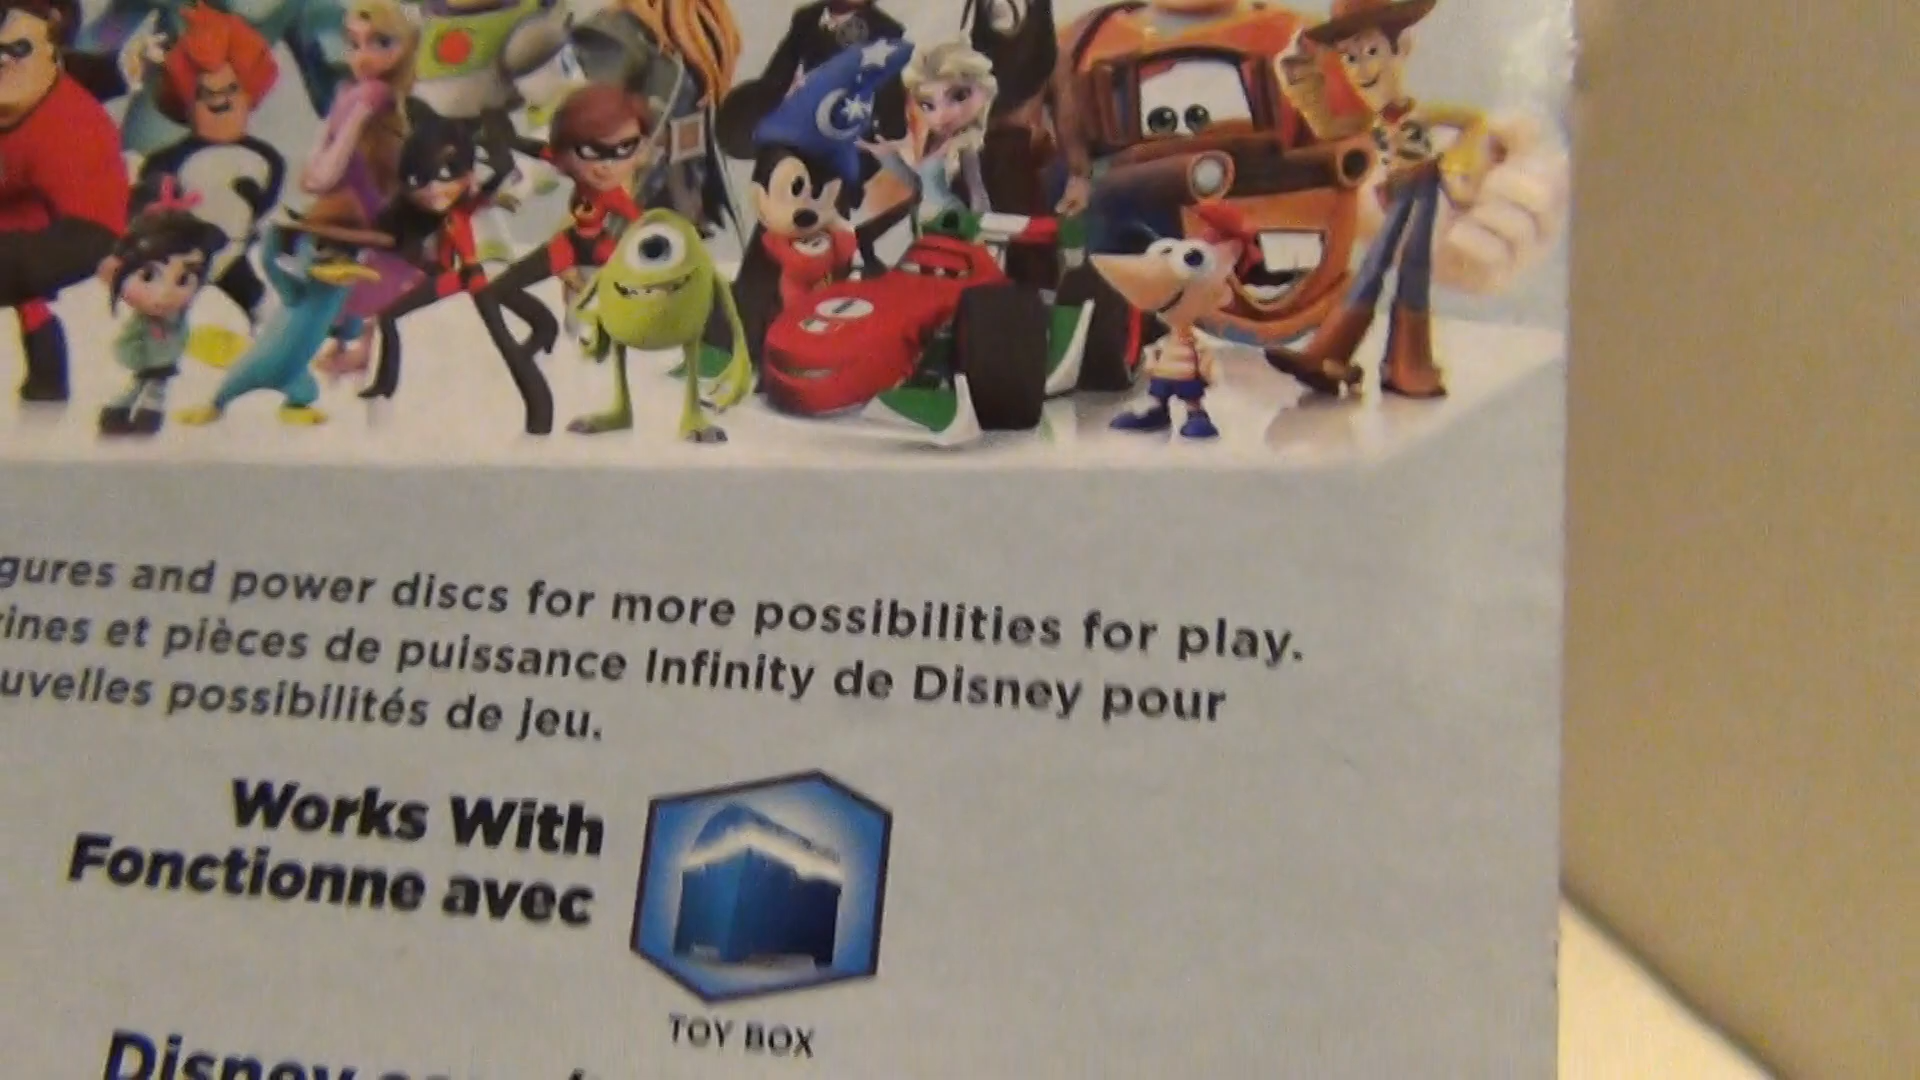 gures and power discs for more possibilities for play.
rines et pièces de puissance Infinity de Disney pour
uvelles possibilités de jeu.
Works With
Fonctionne avec
TOY BOX
Disney